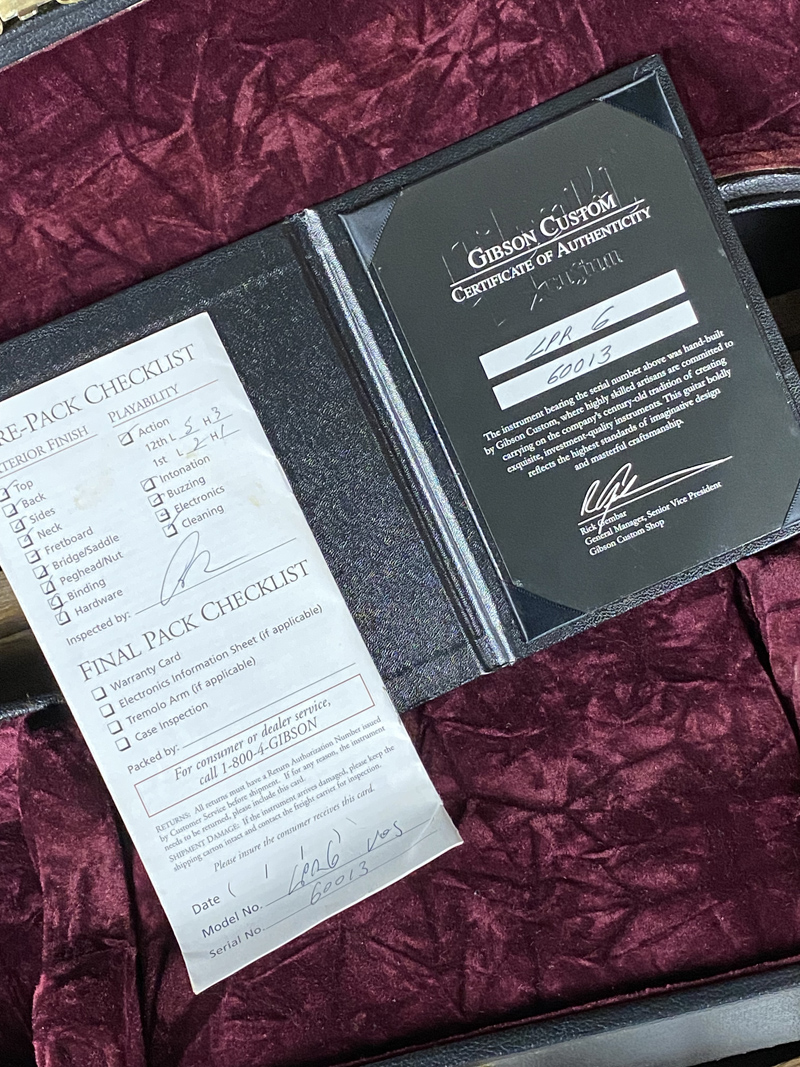 RE-PACK CHECKLIST
TERIOR FINISH
Top
Back
Sides
Neck
Fretboard
Bridge/Saddle
Peghead/Nut
Binding
Hardware
PLAYABILITY
Action
12th L 5 H 3
1st L 2 H 1
Intonation
Buzzing
Electronics
Cleaning
Inspected by:
FINAL PACK CHECKLIST
Warranty Card
Electronics Information Sheet (if applicable)
Tremolo Arm (if applicable)
Case Inspection
Packed by:
For consumer or dealer service,
call 1-800-4-GIBSON
RETURNS: All returns must have a Return Authorization Number issued
by Customer Service before shipment. If for any reason, the instrument
needs to be returned, please include this card.
SHIPMENT DAMAGE: If the instrument arrives damaged, please keep the
shipping carton intact and contact the freight carrier for inspection.
Please insure the consumer receives this card.
Date ( / / )
Model No. LPR6 VOS
Serial No. 60013
GIBSON CUSTOM
CERTIFICATE OF AUTHENTICITY
LPR 6
60013
The instrument bearing the serial number above was hand-built
by Gibson Custom, where highly skilled artisans are committed to
carrying on the company's century-old tradition of creating
exquisite, investment-quality instruments. This guitar boldly
reflects the highest standards of imaginative design
and masterful craftsmanship.
Rick Gembar
General Manager, Senior Vice President
Gibson Custom Shop